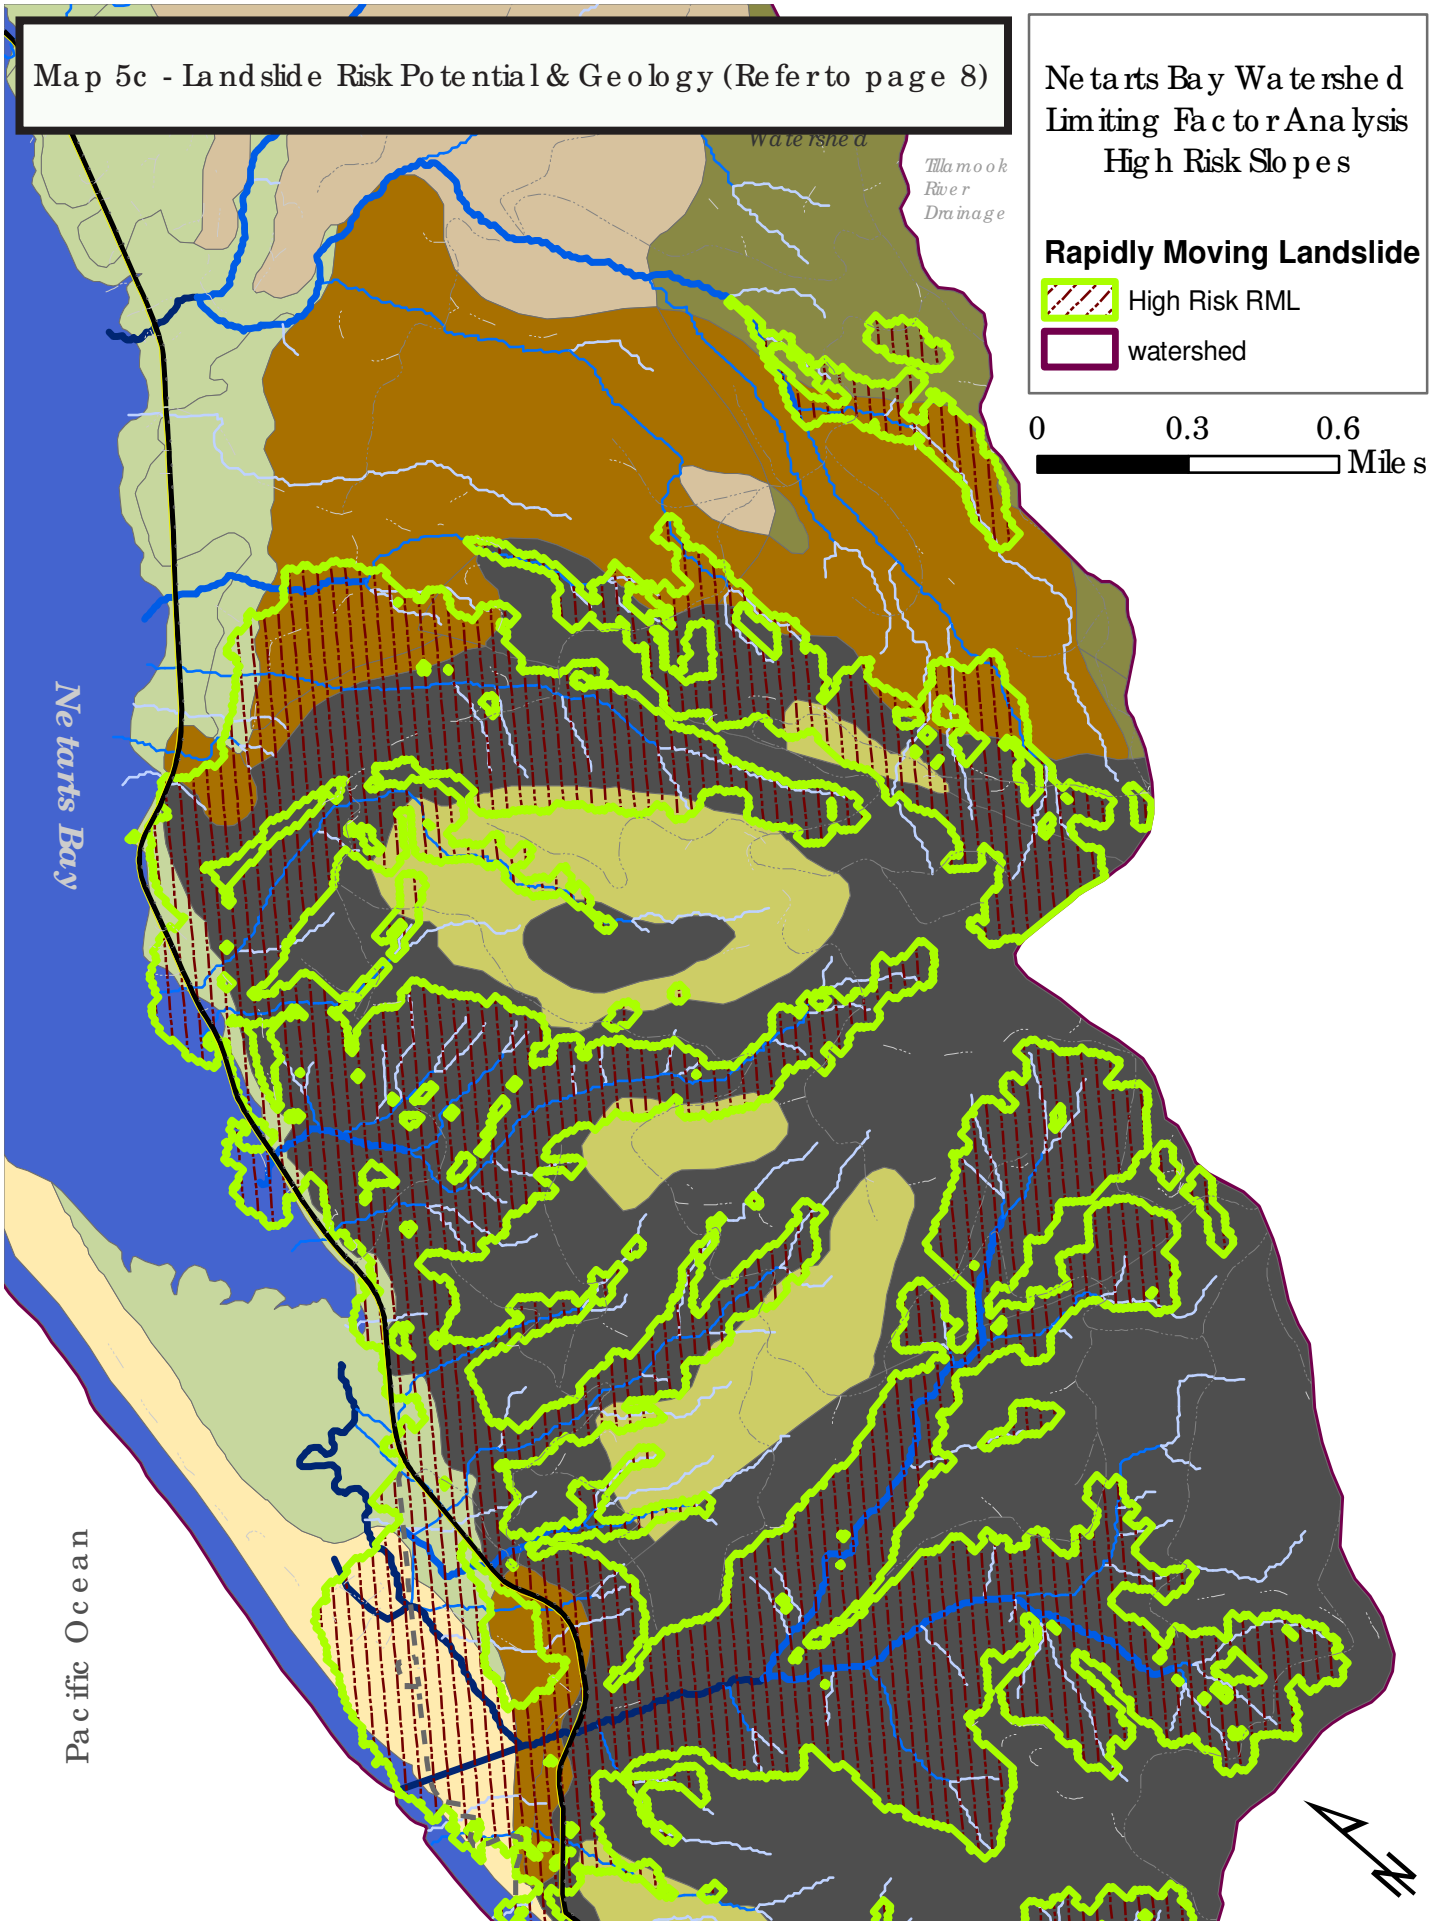 Map 5c - Landslide Risk Potential & Geology (Refer to page 8)
Netarts Bay Watershed
Limiting Factor Analysis
High Risk Slopes
Rapidly Moving Landslide
High Risk RML
watershed
0 0.3 0.6
Miles
Watershed
Tillamook
River
Drainage
Netarts Bay
Pacific Ocean
N